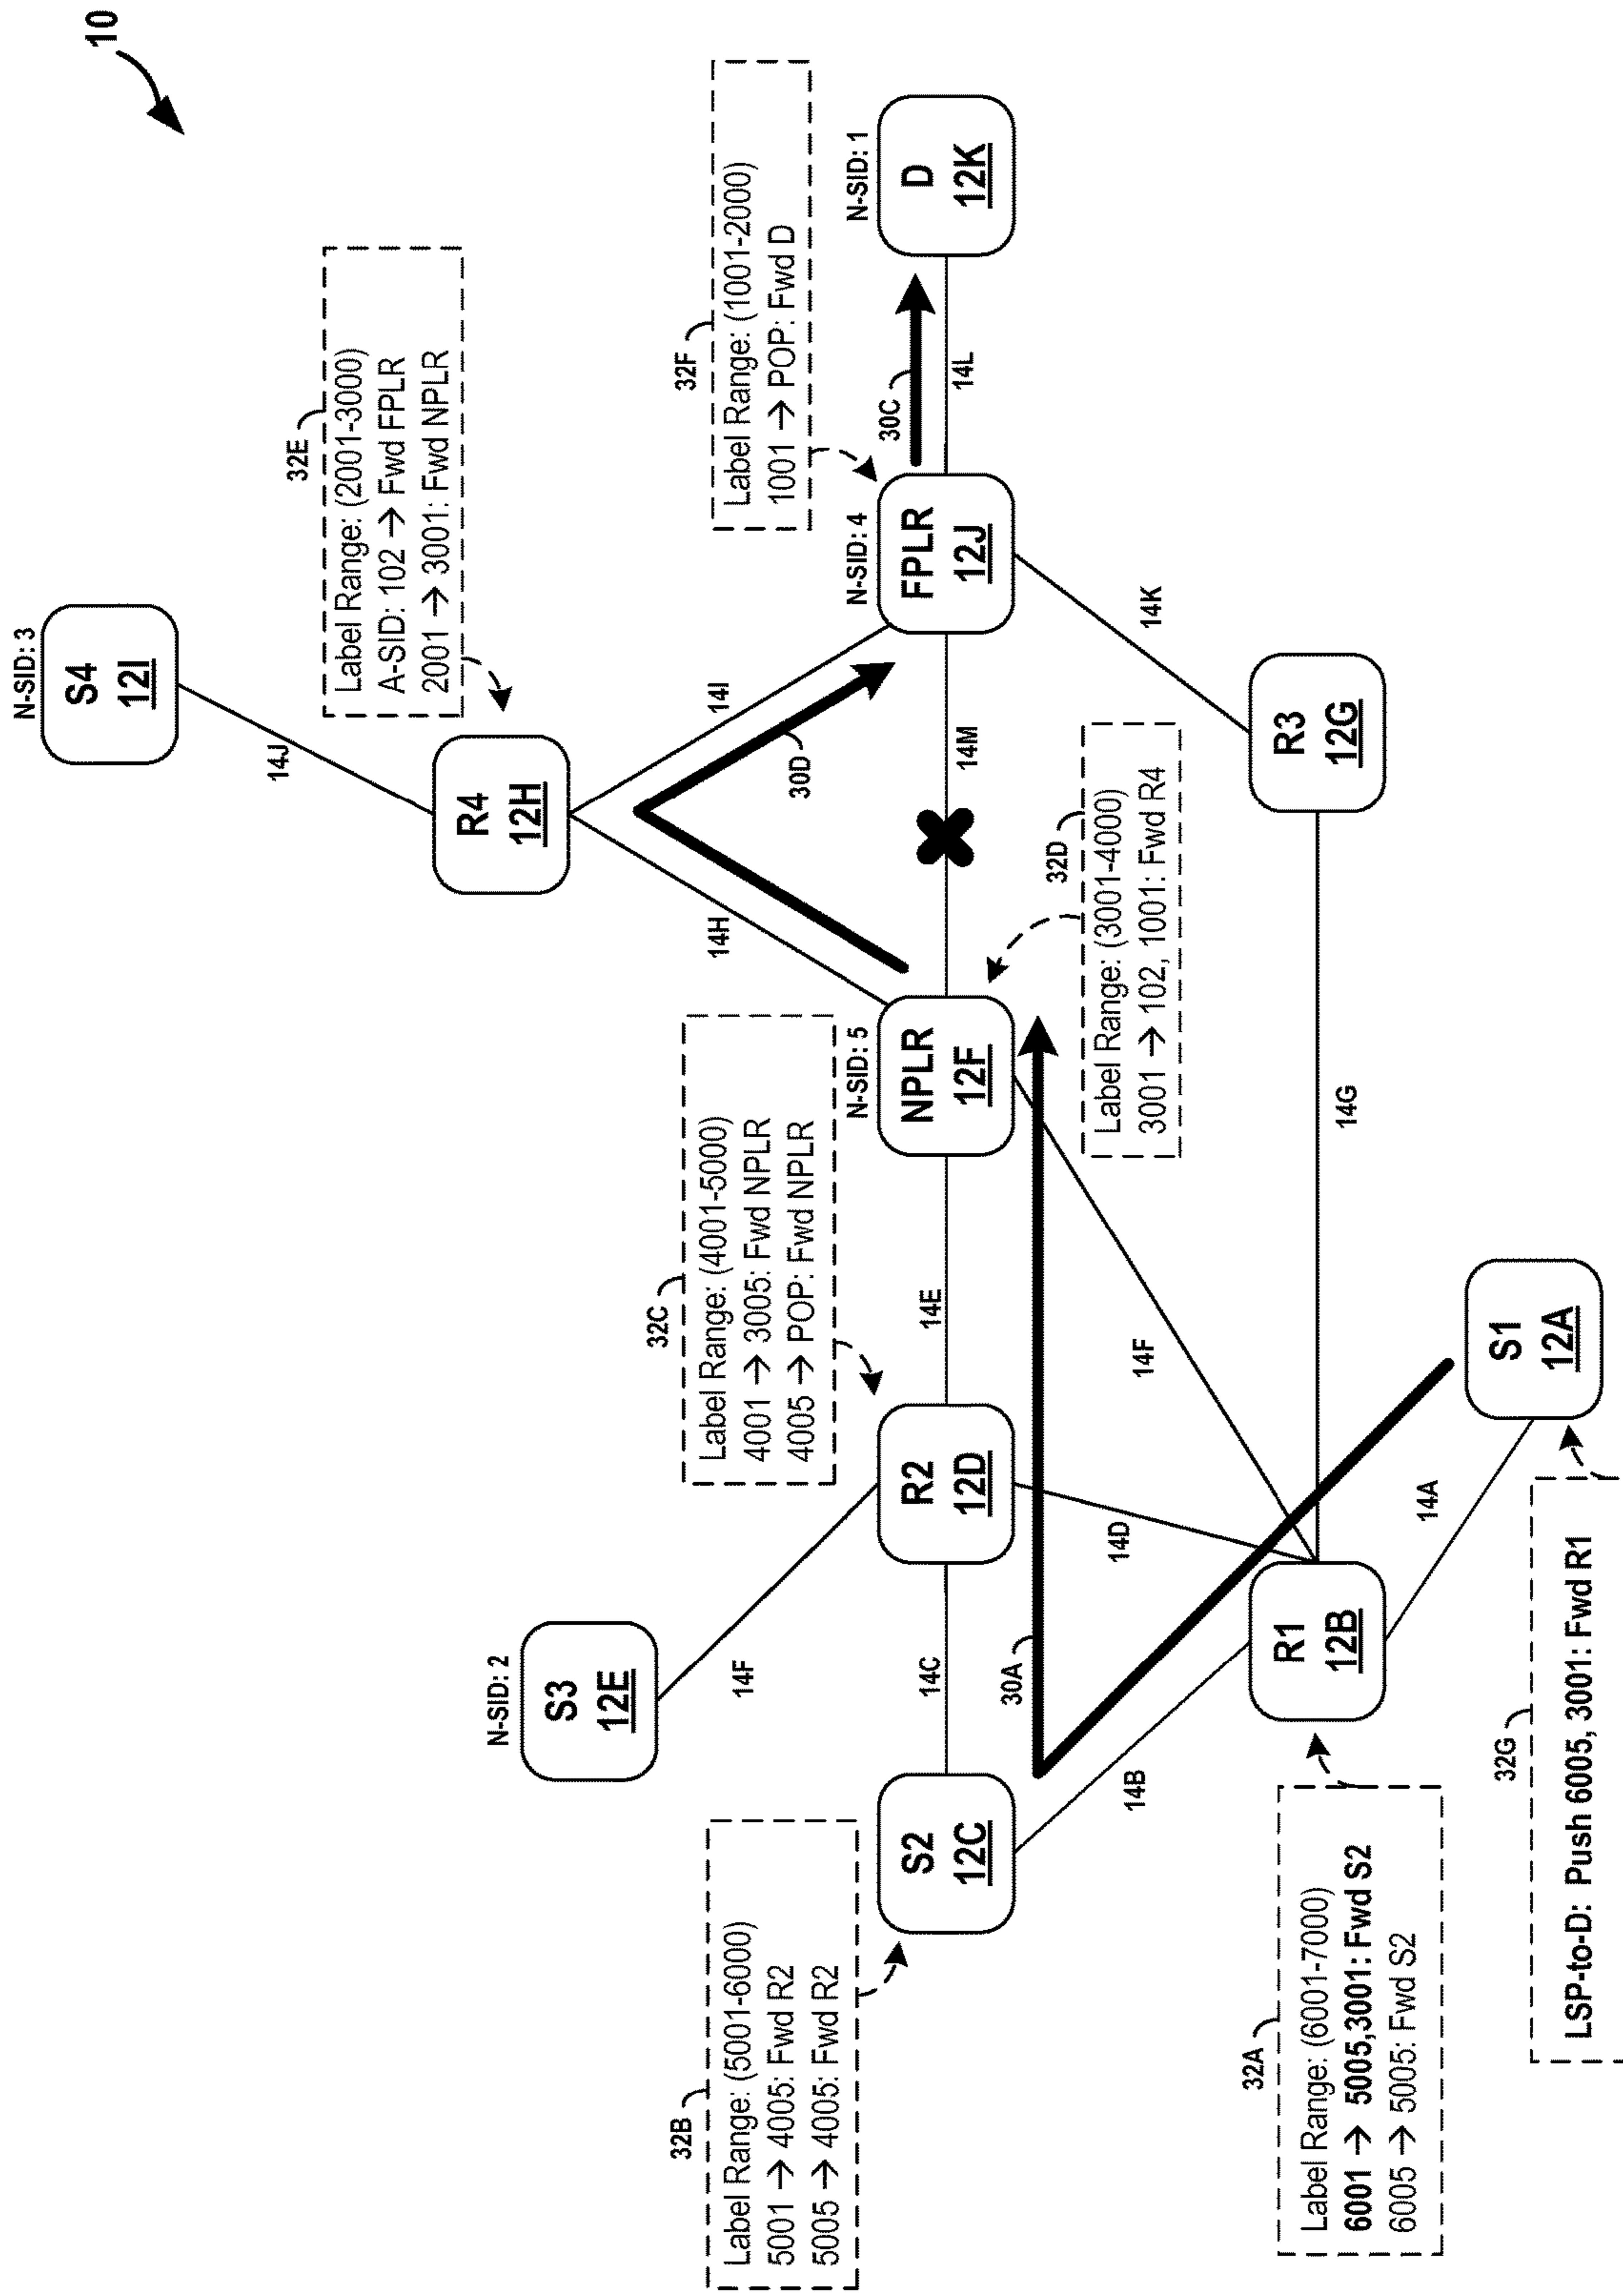 10
N-SID: 3
S4
12I
14J
32E
Label Range: (2001-3000)
A-SID: 102 → Fwd FPLR
2001 → 3001: Fwd NPLR
R4
12H
14H
14I
30D
32F
Label Range: (1001-2000)
1001 → POP: Fwd D
N-SID: 2
S3
12E
14F
32C
Label Range: (4001-5000)
4001 → 3005: Fwd NPLR
4005 → POP: Fwd NPLR
32B
Label Range: (5001-6000)
5001 → 4005: Fwd R2
5005 → 4005: Fwd R2
S2
12C
14C
R2
12D
14E
N-SID: 5
NPLR
12F
14M
N-SID: 4
FPLR
12J
30C
14L
N-SID: 1
D
12K
30A
14B
14D
14F
32D
Label Range: (3001-4000)
3001 → 102, 1001: Fwd R4
14K
R3
12G
14G
R1
12B
32A
Label Range: (6001-7000)
6001 → 5005,3001: Fwd S2
6005 → 5005: Fwd S2
14A
S1
12A
32G
LSP-to-D: Push 6005, 3001: Fwd R1